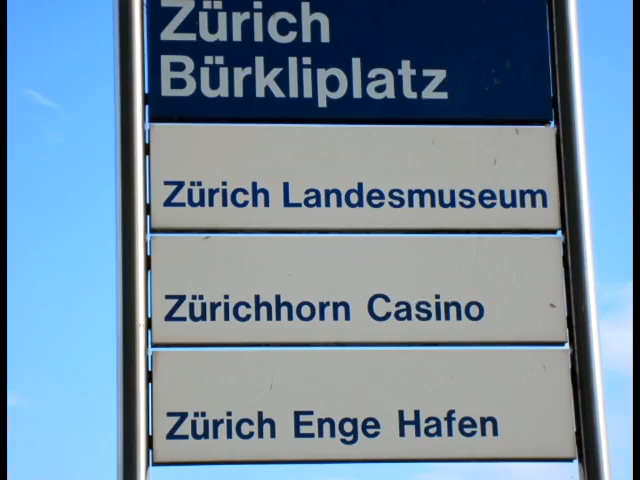 Zürich
Bürkliplatz
Zürich Landesmuseum
Zürichhorn Casino
Zürich Enge Hafen